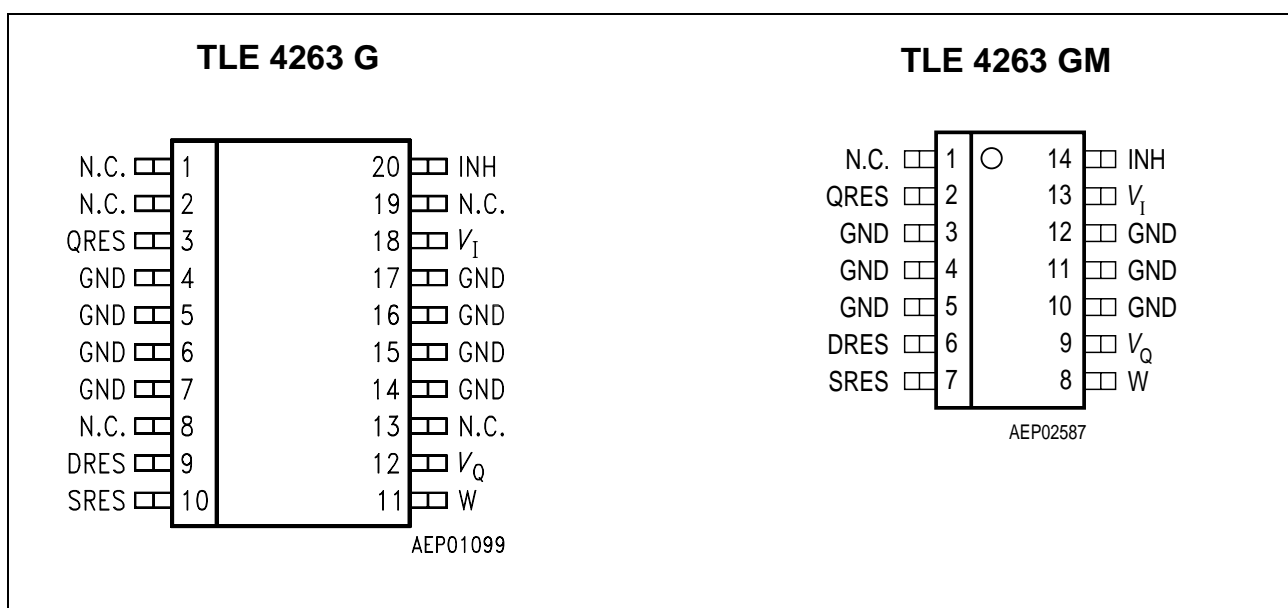 TLE 4263 G
N.C. 1 20 INH
N.C. 2 19 N.C.
QRES 3 18 VI
GND 4 17 GND
GND 5 16 GND
GND 6 15 GND
GND 7 14 GND
N.C. 8 13 N.C.
DRES 9 12 VQ
SRES 10 11 W
AEP01099
TLE 4263 GM
N.C. 1 14 INH
QRES 2 13 VI
GND 3 12 GND
GND 4 11 GND
GND 5 10 GND
DRES 6 9 VQ
SRES 7 8 W
AEP02587